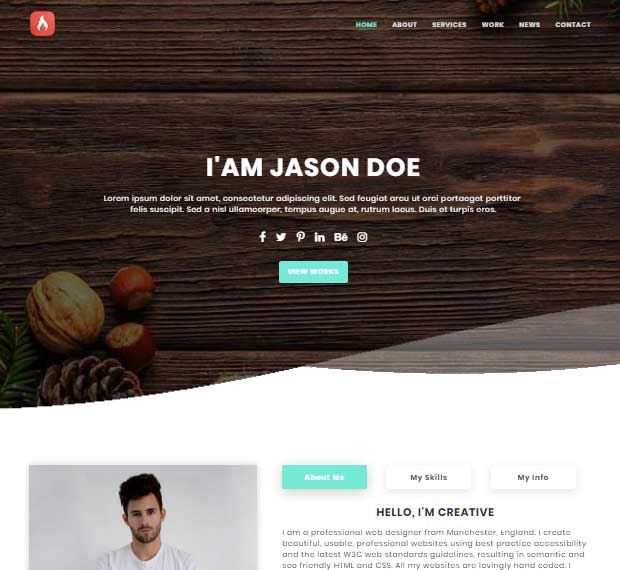 HOME ABOUT SERVICES WORK NEWS CONTACT
I'AM JASON DOE
Lorem ipsum dolor sit amet, consectetur adipiscing elit. Sed feugiat arcu ut orci portaoget porttitor
felis suscipit. Sed a nisl ullamcorper, tempus augue at, rutrum lacus. Duis et turpis eros.
Bē
VIEW WORKS
About Me My Skills My Info
HELLO, I'M CREATIVE
I am a professional web designer from Manchester, England. I create
beautiful, usable, professional websites using best practice accessibility
and the latest W3C web standards guidelines, resulting in semantic and
seo friendly HTML and CSS. All my websites are lovingly hand coded. I